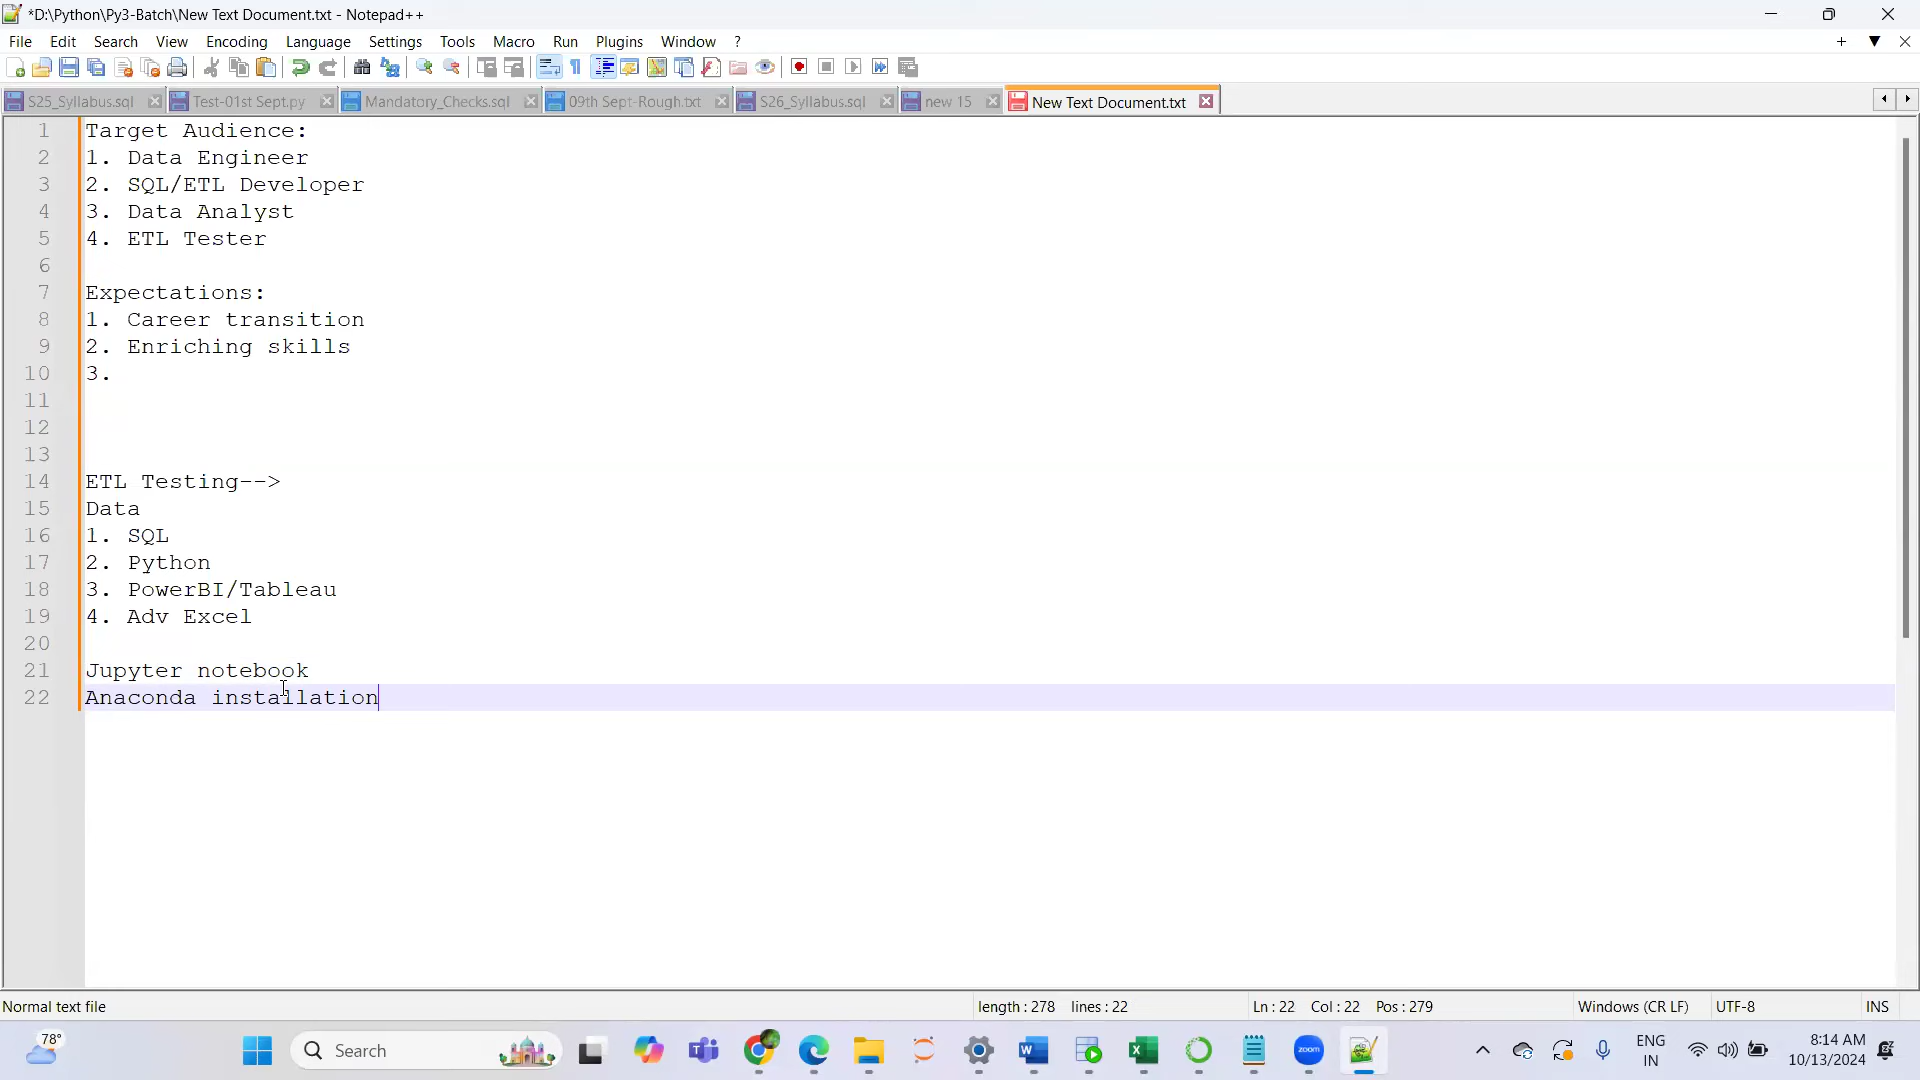 *D:\Python\Py3-Batch\New Text Document.txt - Notepad++
File Edit Search View Encoding Language Settings Tools Macro Run Plugins Window ?
S25_Syllabus.sql Test-01st Sept.py Mandatory_Checks.sql 09th Sept-Rough.txt S26_Syllabus.sql new 15 New Text Document.txt
1 Target Audience:
2 1. Data Engineer
3 2. SQL/ETL Developer
4 3. Data Analyst
5 4. ETL Tester
6
7 Expectations:
8 1. Career transition
9 2. Enriching skills
10 3.
11
12
13
14 ETL Testing-->
15 Data
16 1. SQL
17 2. Python
18 3. PowerBI/Tableau
19 4. Adv Excel
20
21 Jupyter notebook
22 Anaconda installation
Normal text file length : 278 lines : 22 Ln : 22 Col : 22 Pos : 279 Windows (CR LF) UTF-8 INS
78° Search zoom ENG 8:14 AM
IN 10/13/2024